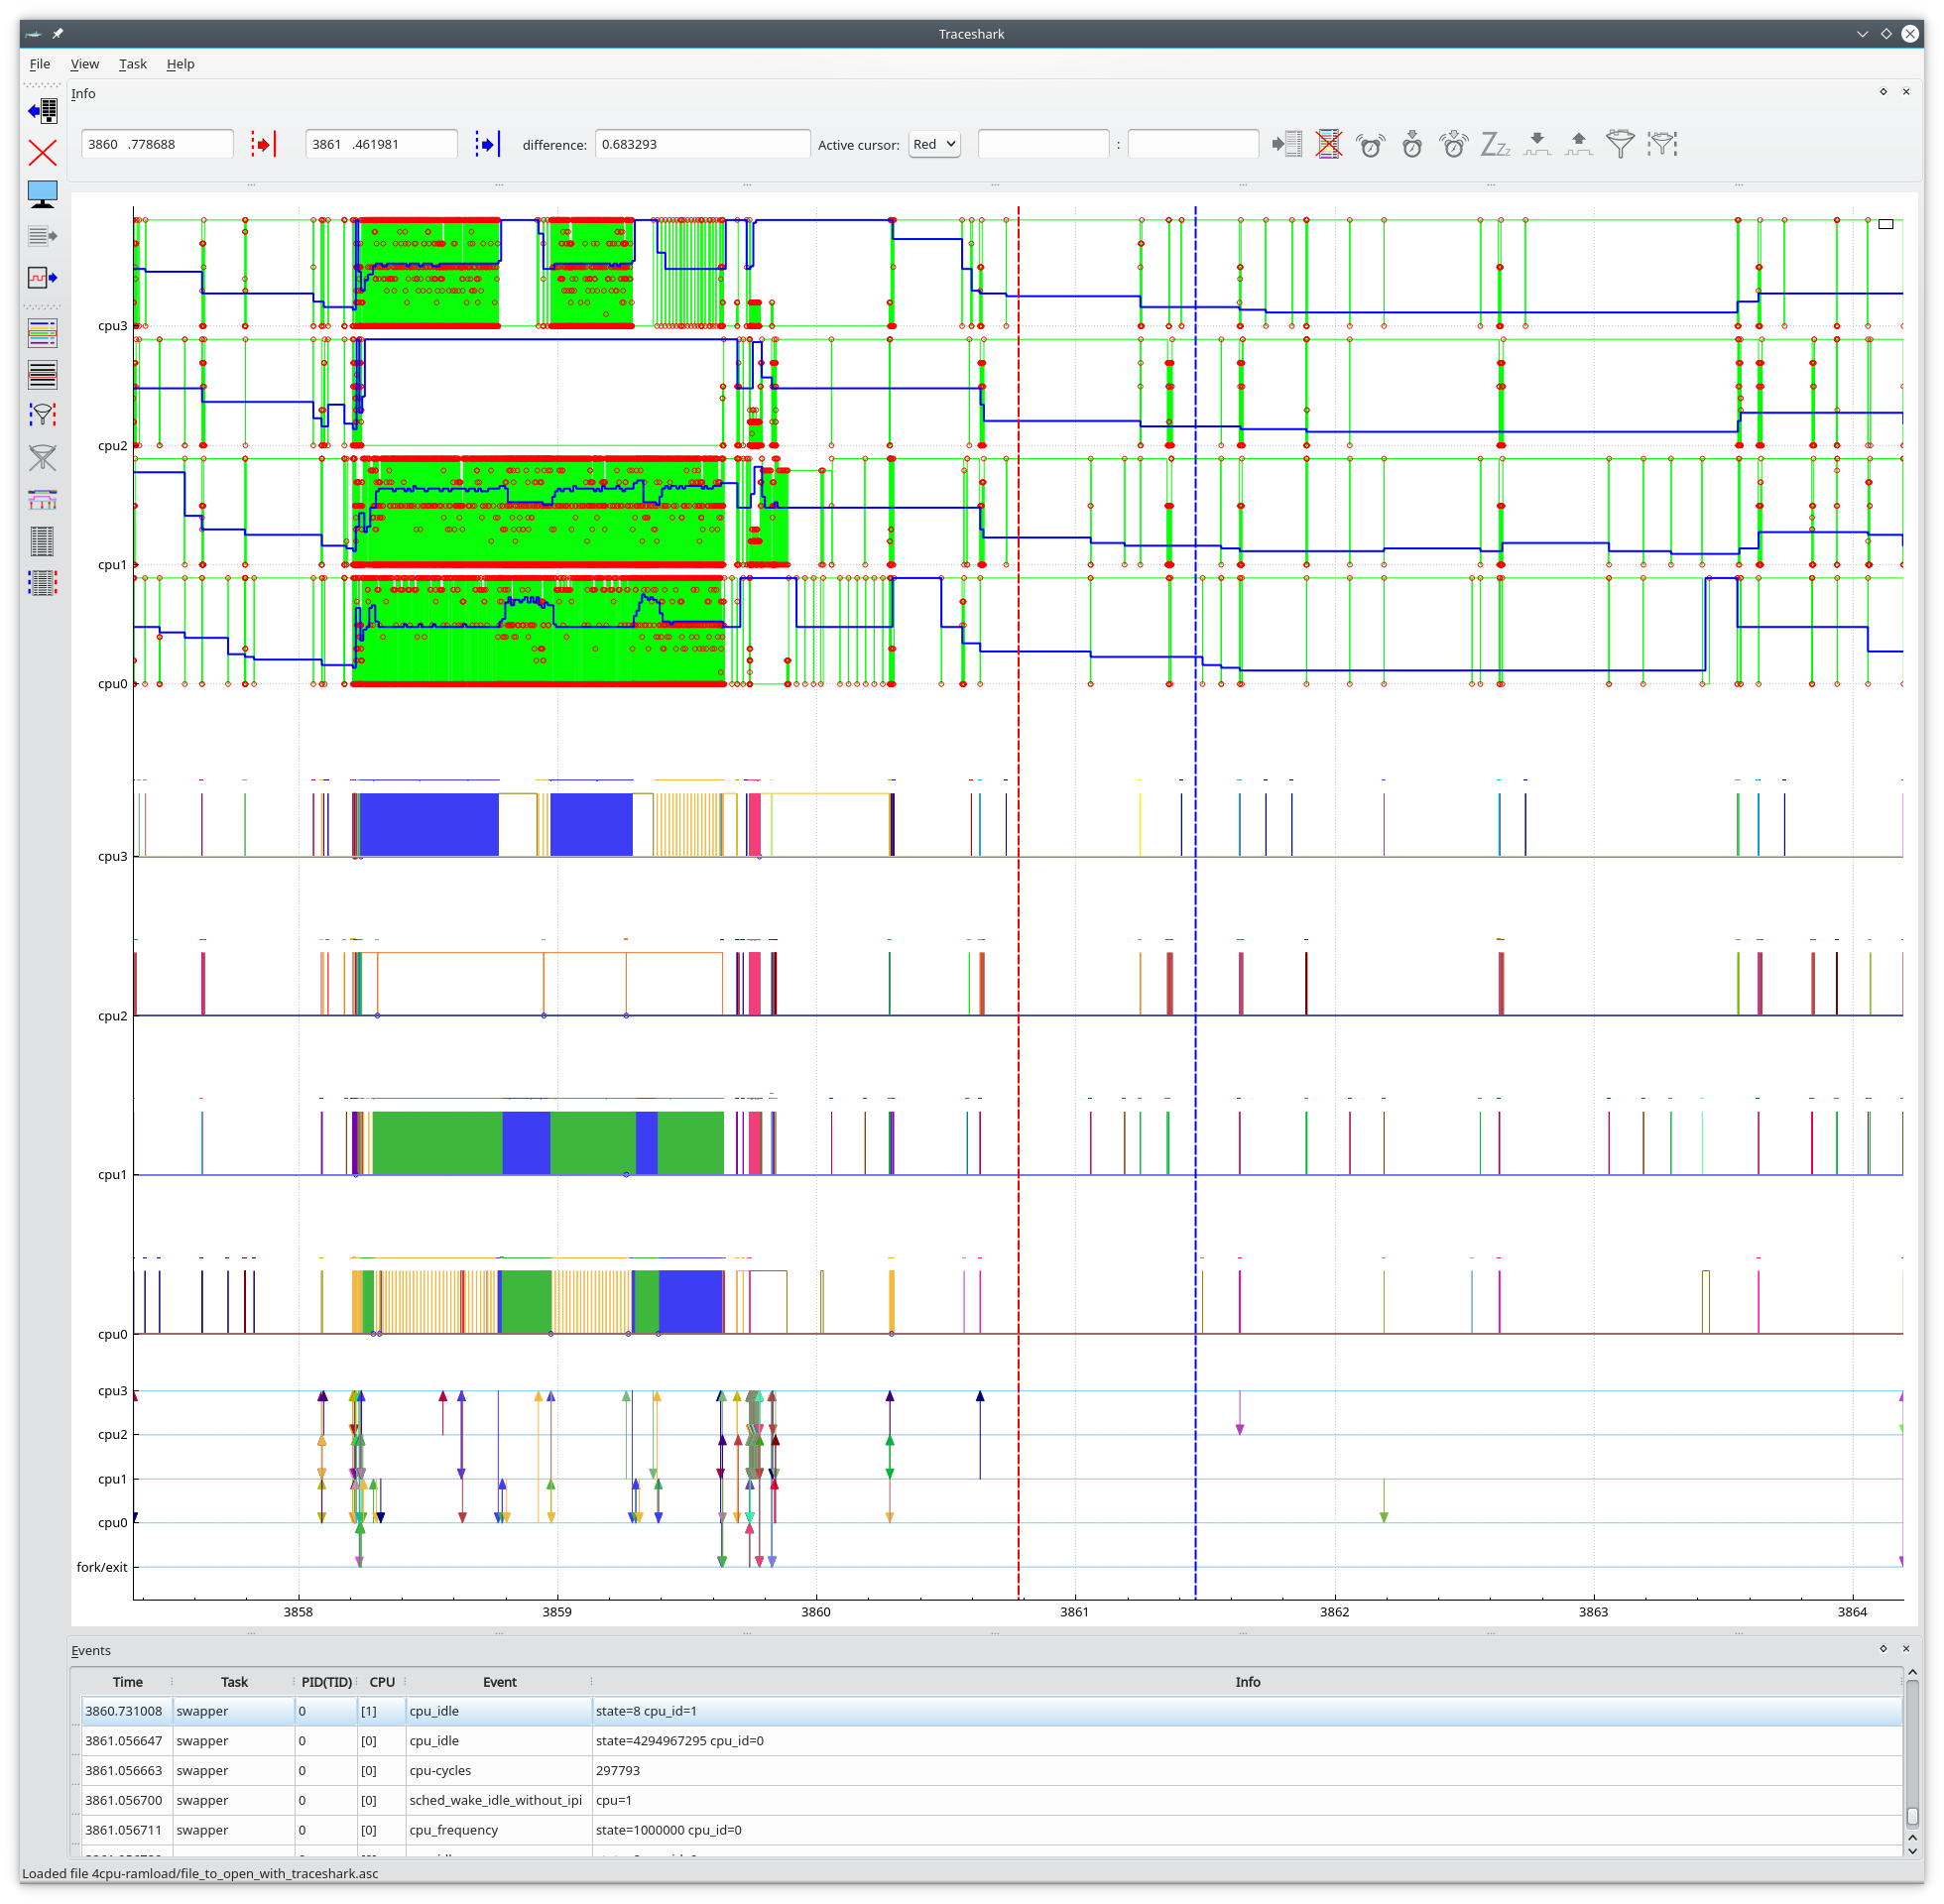 Traceshark
File View Task Help
Info
3860 .778688 3861 .461981 difference: 0.683293 Active cursor: Red :
cpu3
cpu2
cpu1
cpu0
cpu3
cpu2
cpu1
cpu0
cpu3
cpu2
cpu1
cpu0
fork/exit
3858 3859 3860 3861 3862 3863 3864
Events
Time Task PID(TID) CPU Event Info
3860.731008 swapper 0 [1] cpu_idle state=8 cpu_id=1
3861.056647 swapper 0 [0] cpu_idle state=4294967295 cpu_id=0
3861.056663 swapper 0 [0] cpu-cycles 297793
3861.056700 swapper 0 [0] sched_wake_idle_without_ipi cpu=1
3861.056711 swapper 0 [0] cpu_frequency state=1000000 cpu_id=0
Loaded file 4cpu-ramload/file_to_open_with_traceshark.asc